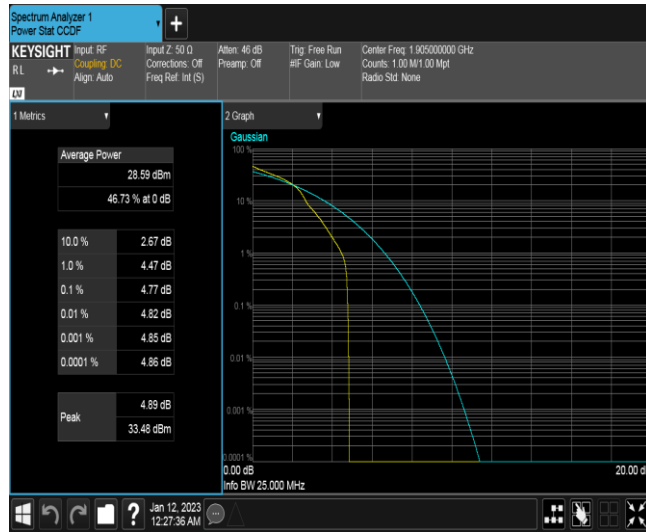 Spectrum Analyzer 1
Power Stat CCDF
+
KEYSIGHT
RL
LXI
Input: RF
Coupling: DC
Align: Auto
Input Z: 50 Ω
Corrections: Off
Freq Ref: Int (S)
Atten: 46 dB
Preamp: Off
Trig: Free Run
#IF Gain: Low
Center Freq: 1.905000000 GHz
Counts: 1.00 M/1.00 Mpt
Radio Std: None
1 Metrics
Average Power
28.59 dBm
46.73 % at 0 dB
10.0 % 2.67 dB
1.0 % 4.47 dB
0.1 % 4.77 dB
0.01 % 4.82 dB
0.001 % 4.85 dB
0.0001 % 4.86 dB
Peak
4.89 dB
33.48 dBm
2 Graph
Gaussian
100 %
10 %
1 %
0.1 %
0.01 %
0.001 %
0.0001 %
0.00 dB
20.00 d
Info BW 25.000 MHz
?
Jan 12, 2023
12:27:36 AM